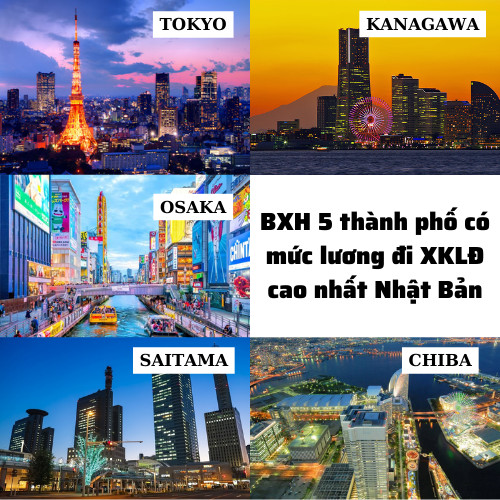 TOKYO
KANAGAWA
OSAKA
BXH 5 thành phố có
mức lương đi XKLĐ
cao nhất Nhật Bản
SAITAMA
CHIBA